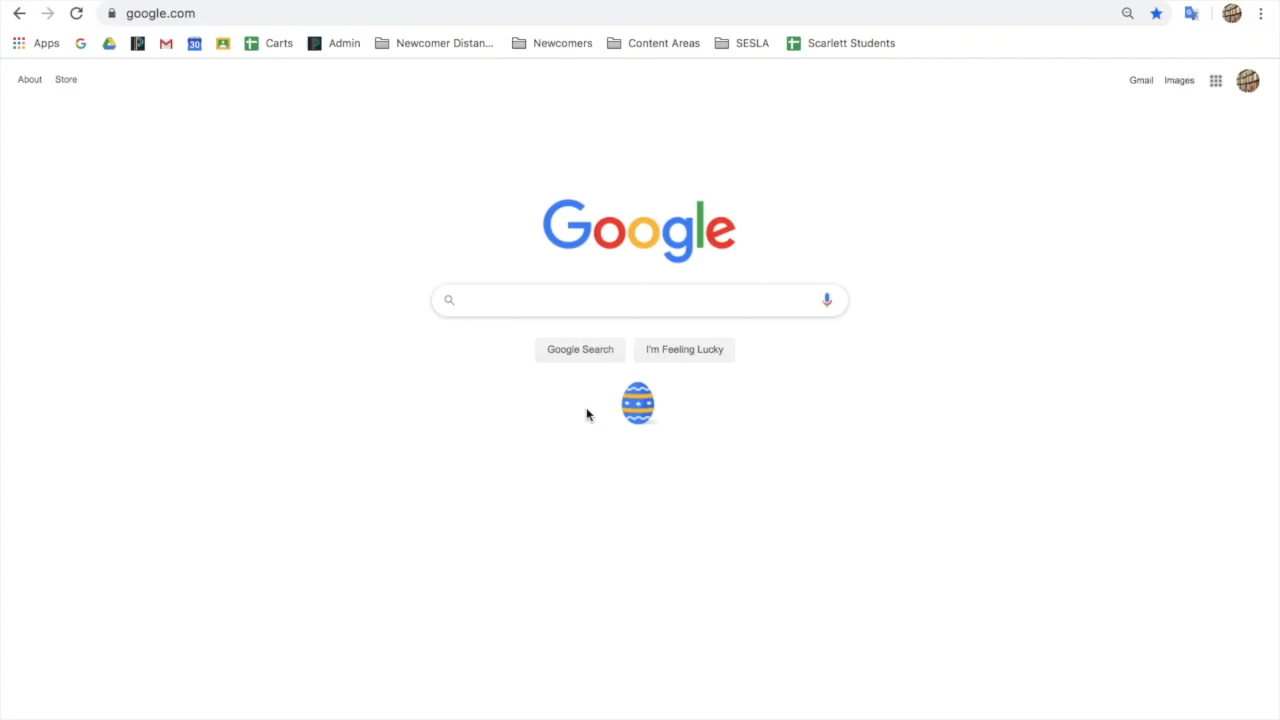 google.com
Apps 30 Carts Admin Newcomer Distan... Newcomers Content Areas SESLA Scarlett Students
About Store Gmail Images
Google
Google Search I'm Feeling Lucky